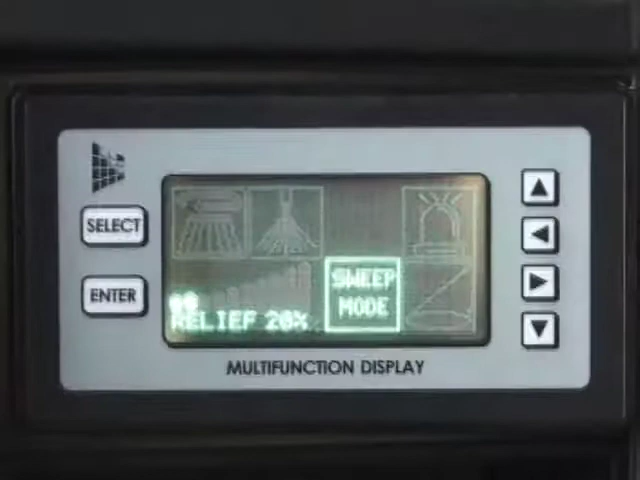 SELECT
ENTER
SWEEP
MODE
RELIEF 20%
MULTIFUNCTION DISPLAY